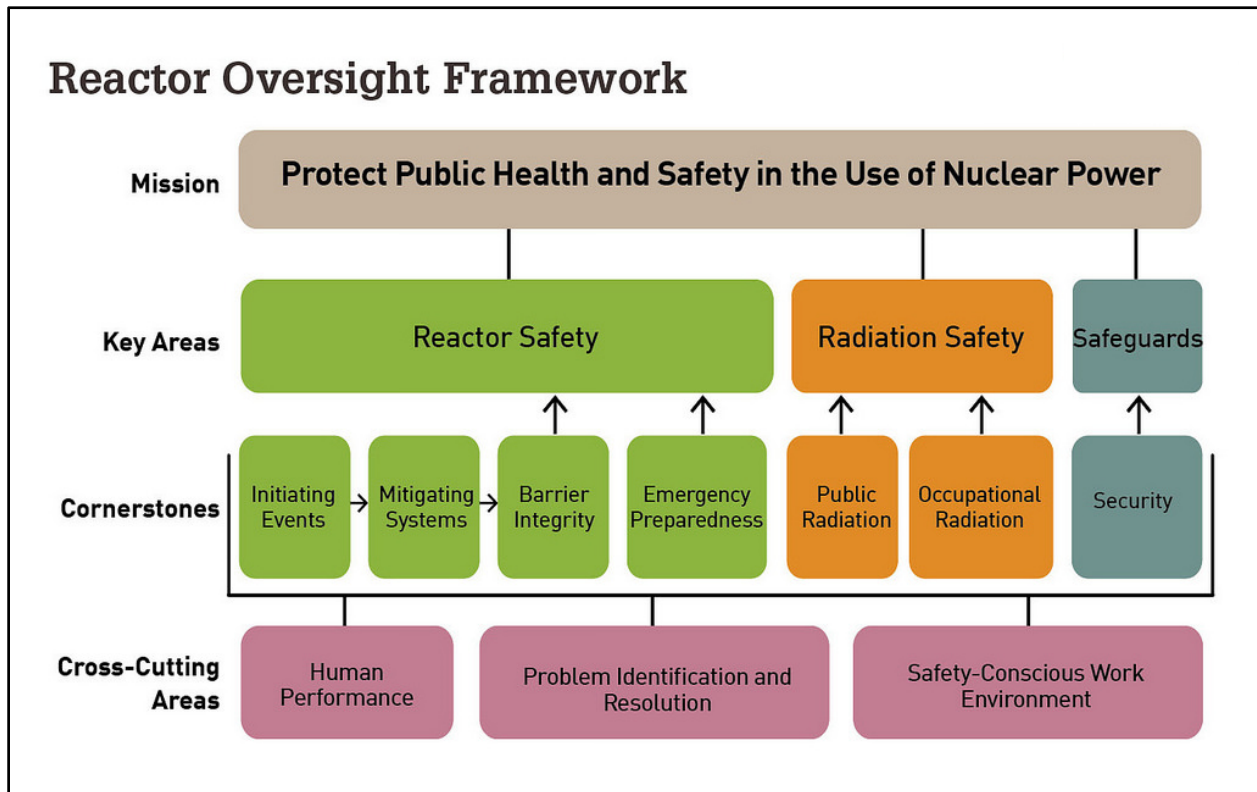 Reactor Oversight Framework
Mission
Protect Public Health and Safety in the Use of Nuclear Power
Key Areas
Reactor Safety
Radiation Safety
Safeguards
Cornerstones
Initiating
Events
Mitigating
Systems
Barrier
Integrity
Emergency
Preparedness
Public
Radiation
Occupational
Radiation
Security
Cross-Cutting
Areas
Human
Performance
Problem Identification and
Resolution
Safety-Conscious Work
Environment